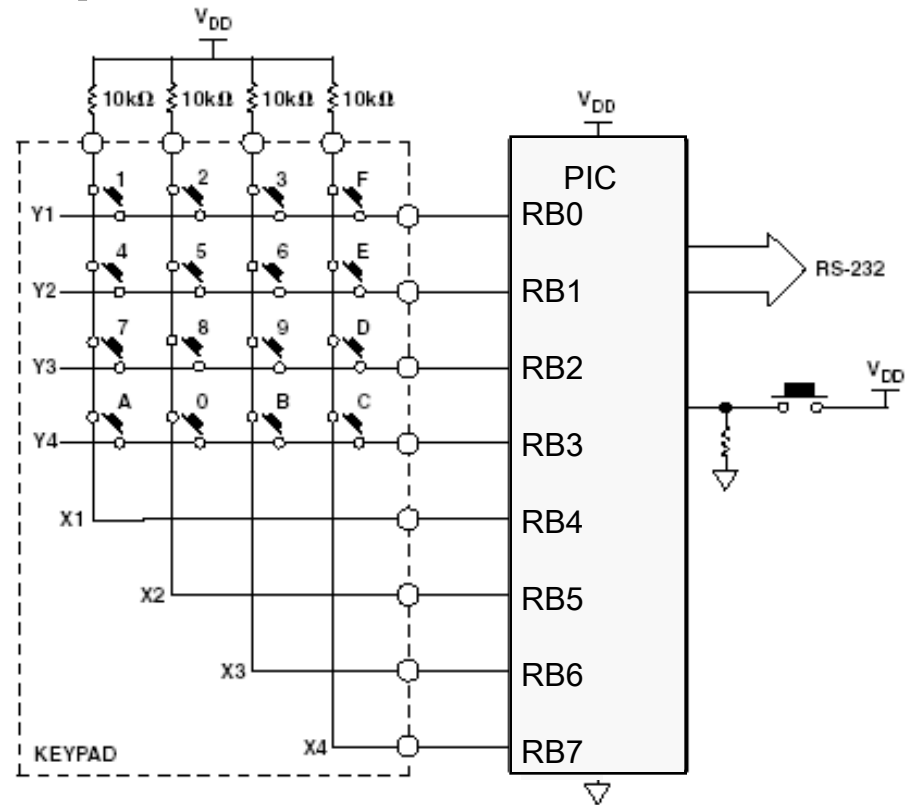 VDD
10kΩ 10kΩ 10kΩ 10kΩ
VDD
PIC
1 2 3 F
Y1
RB0
4 5 6 E
Y2
RB1
RS-232
7 8 9 D
Y3
RB2
VDD
A 0 B C
Y4
RB3
X1
RB4
X2
RB5
X3
RB6
X4
RB7
KEYPAD